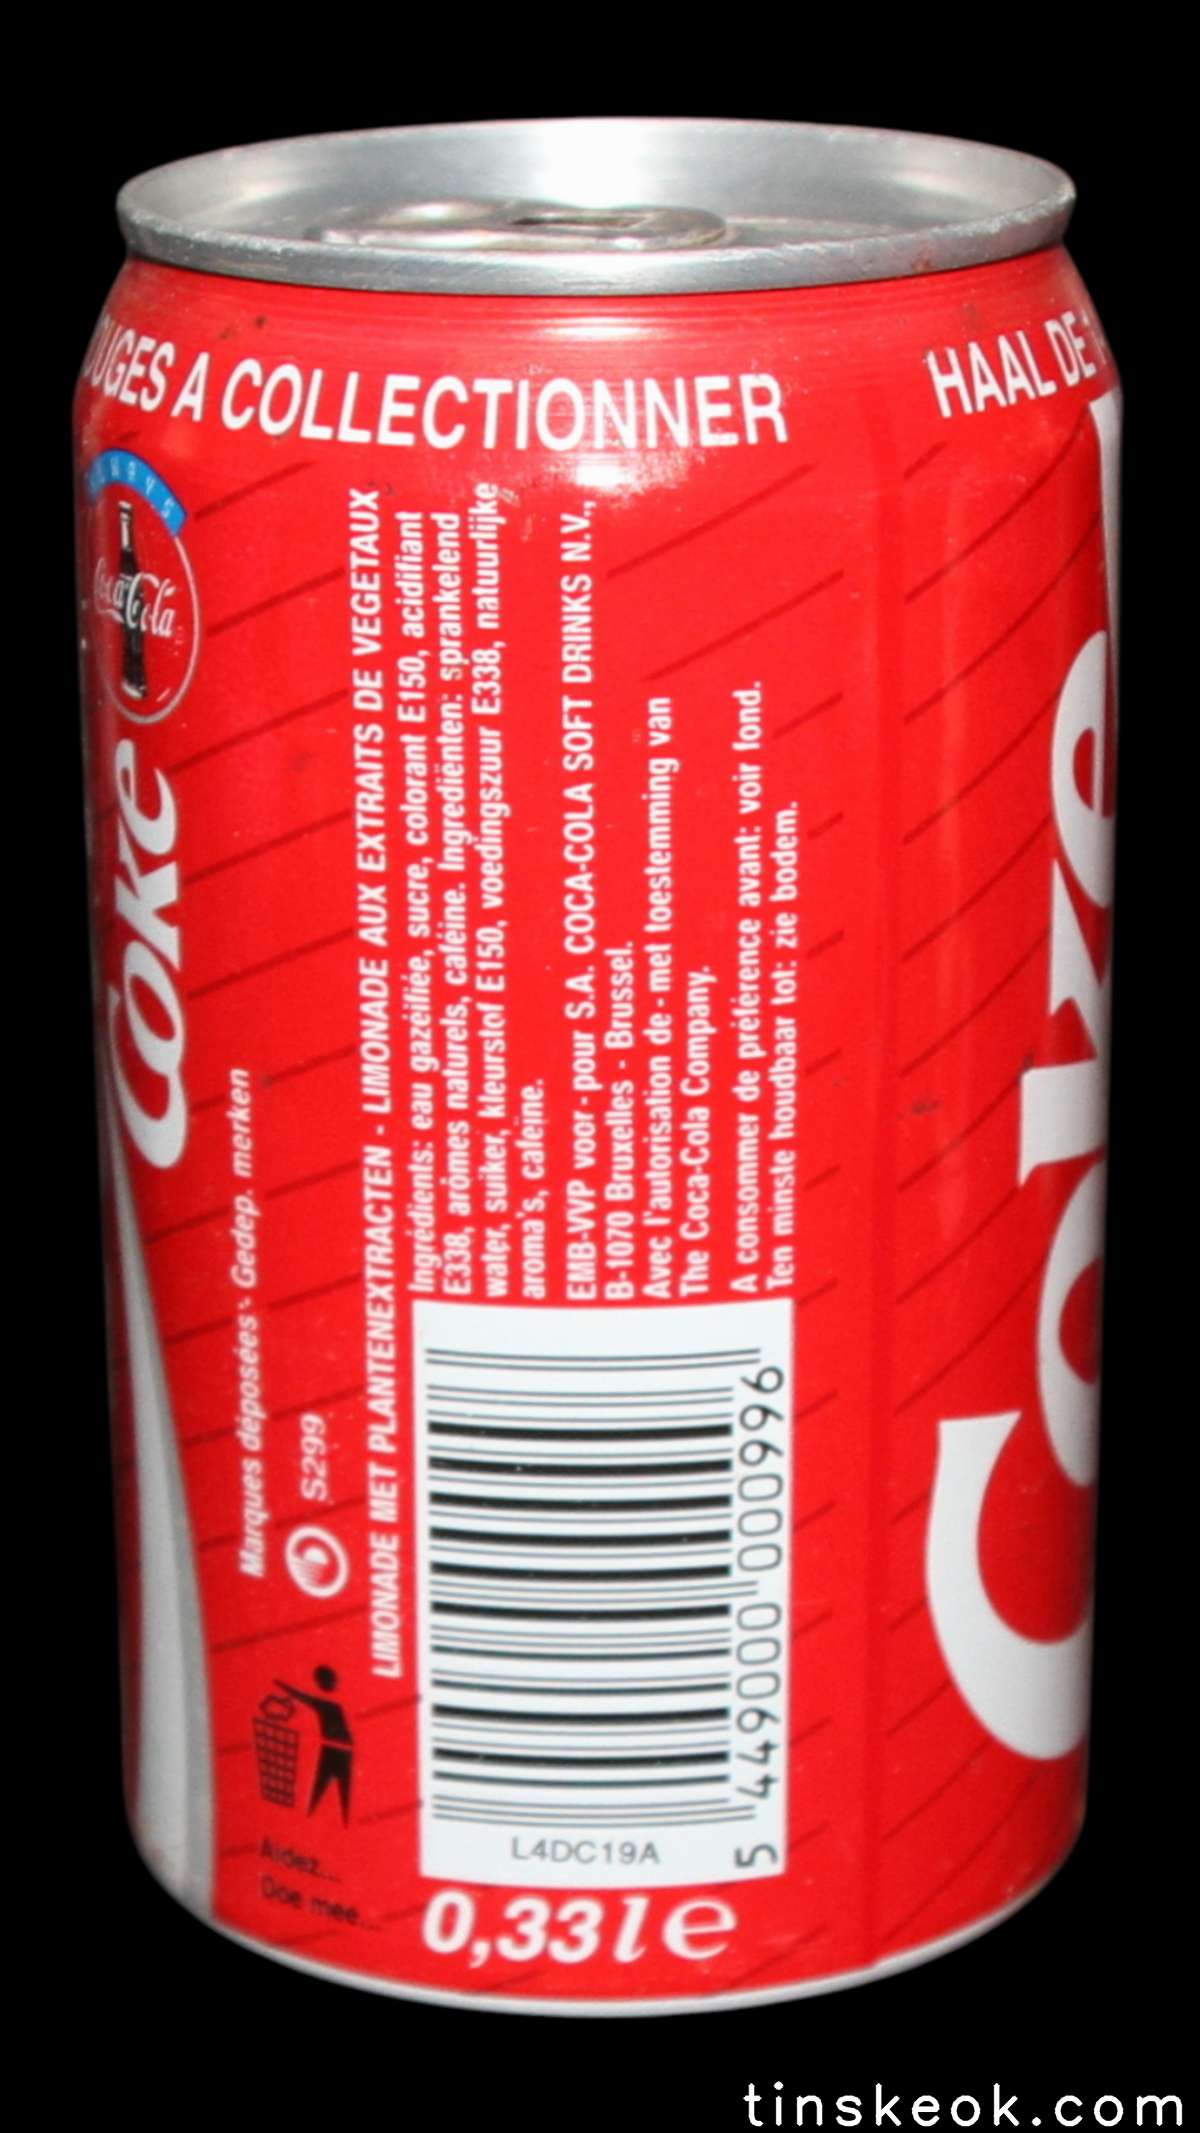 UGES A COLLECTIONNER
HAAL DE
Coca-Cola
Coke
Marques déposées - Gedep. merken
S299
LIMONADE MET PLANTENEXTRACTEN - LIMONADE AUX EXTRAITS DE VEGETAUX
Ingrédients: eau gazéifiée, sucre, colorant E150, acidifiant
E338, arômes naturels, caféine. Ingrediënten: sprankelend
water, suiker, kleurstof E150, voedingszuur E338, natuurlijke
aroma's, cafeïne.
EMB-VVP voor - pour S.A. COCA-COLA SOFT DRINKS N.V.,
B-1070 Bruxelles - Brussel.
Avec l'autorisation de - met toestemming van
The Coca-Cola Company.
A consommer de préférence avant: voir fond.
Ten minste houdbaar tot: zie bodem.
5 449000 000996
L4DC19A
Aidez...
Doe mee...
0,33 l e
Coke
tinskeok.com